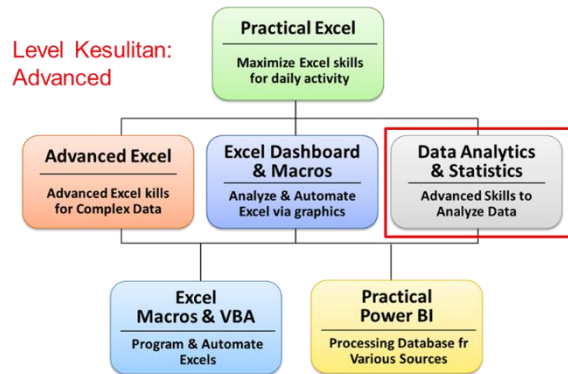 Level Kesulitan:
Advanced
Practical Excel
Maximize Excel skills
for daily activity
Advanced Excel
Advanced Excel kills
for Complex Data
Excel Dashboard
& Macros
Analyze & Automate
Excel via graphics
Data Analytics
& Statistics
Advanced Skills to
Analyze Data
Excel
Macros & VBA
Program & Automate
Excels
Practical
Power BI
Processing Database fr
Various Sources